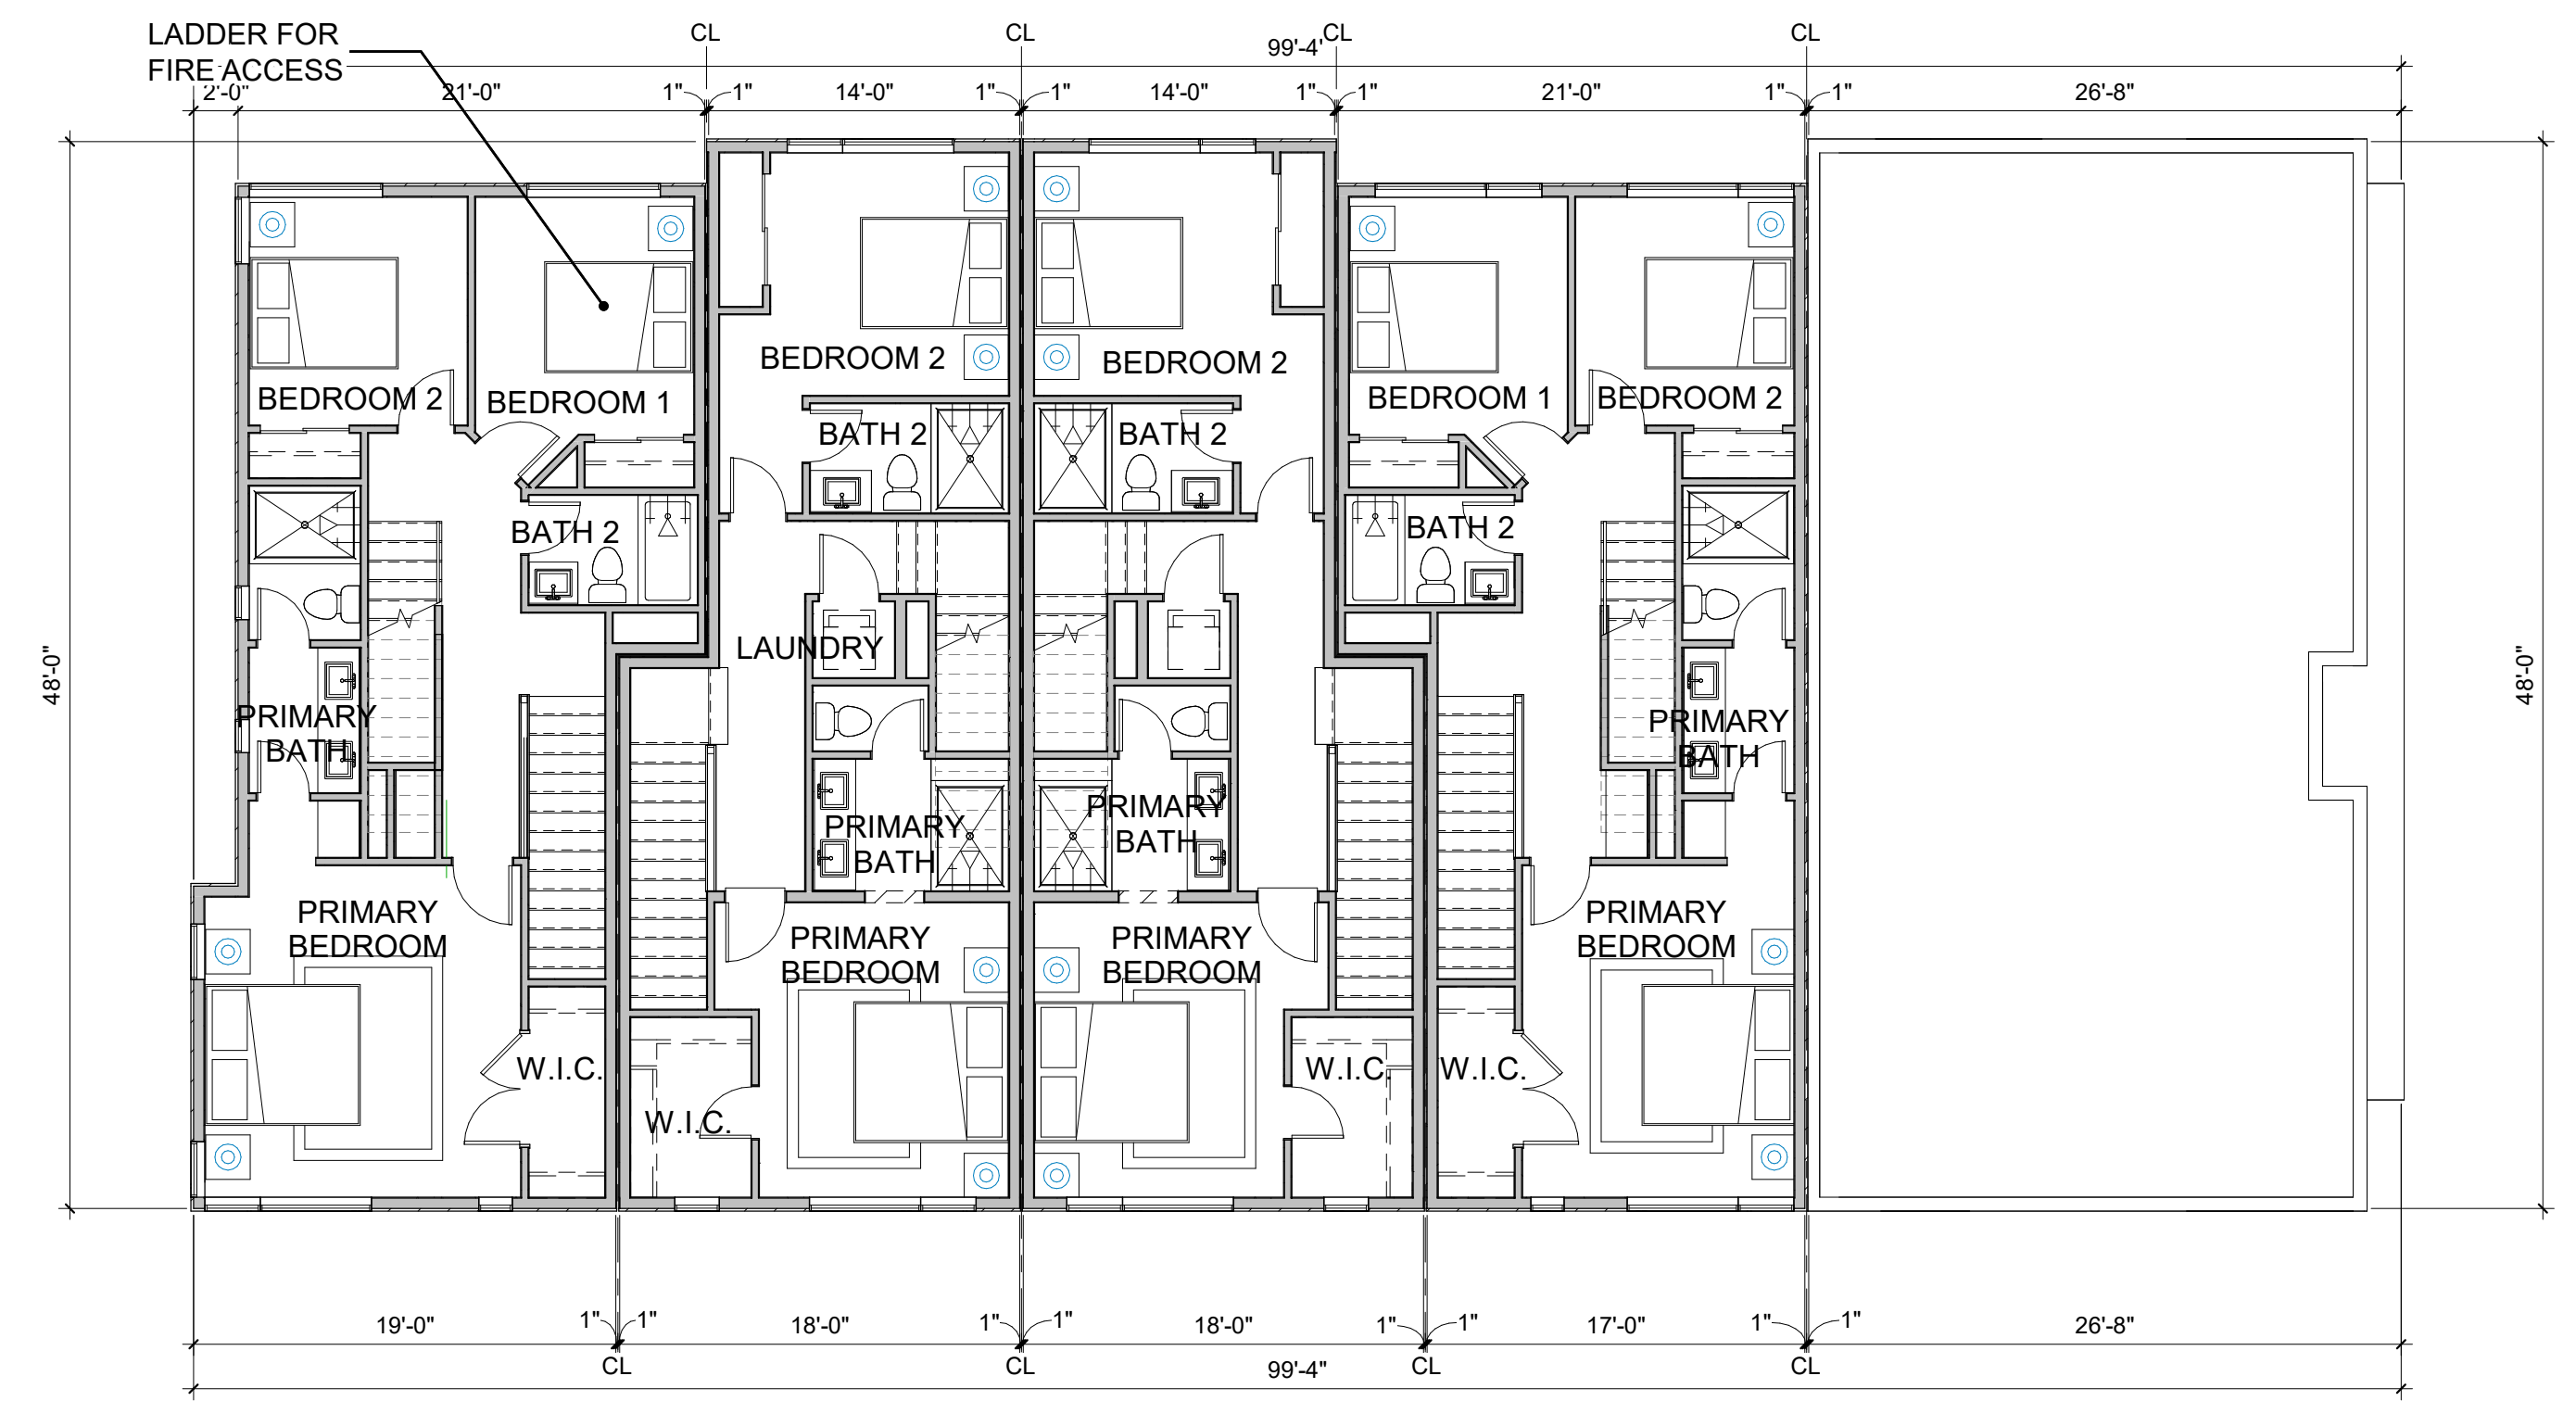 LADDER FOR
FIRE ACCESS
CL CL CL CL
99'-4"
2'-0" 21'-0" 1" 1" 14'-0" 1" 1" 14'-0" 1" 1" 21'-0" 1" 1" 26'-8"
BEDROOM 2 BEDROOM 2
BEDROOM 2 BEDROOM 1 BEDROOM 1 BEDROOM 2
BATH 2 BATH 2
BATH 2 BATH 2
LAUNDRY
48'-0" 48'-0"
PRIMARY
BATH
PRIMARY
BATH
PRIMARY
BATH
PRIMARY
BATH
PRIMARY
BEDROOM
PRIMARY
BEDROOM
PRIMARY
BEDROOM
PRIMARY
BEDROOM
W.I.C. W.I.C. W.I.C.
W.I.C.
19'-0" 1" 1" 18'-0" 1" 1" 18'-0" 1" 1" 17'-0" 1" 1" 26'-8"
CL CL CL CL
99'-4"